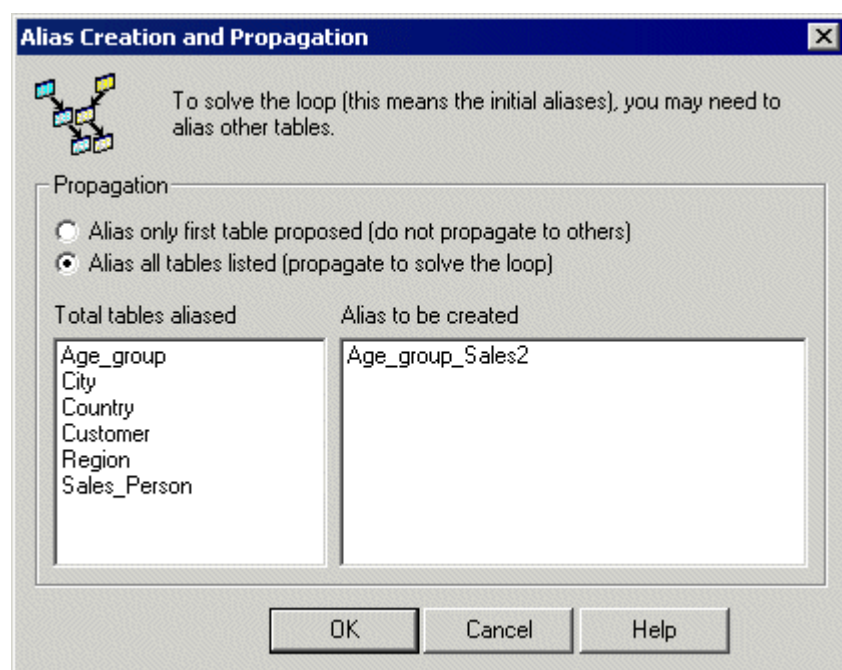 Alias Creation and Propagation
To solve the loop (this means the initial aliases), you may need to
alias other tables.
Propagation
Alias only first table proposed (do not propagate to others)
Alias all tables listed (propagate to solve the loop)
Total tables aliased
Alias to be created
Age_group
City
Country
Customer
Region
Sales_Person
Age_group_Sales2
OK
Cancel
Help